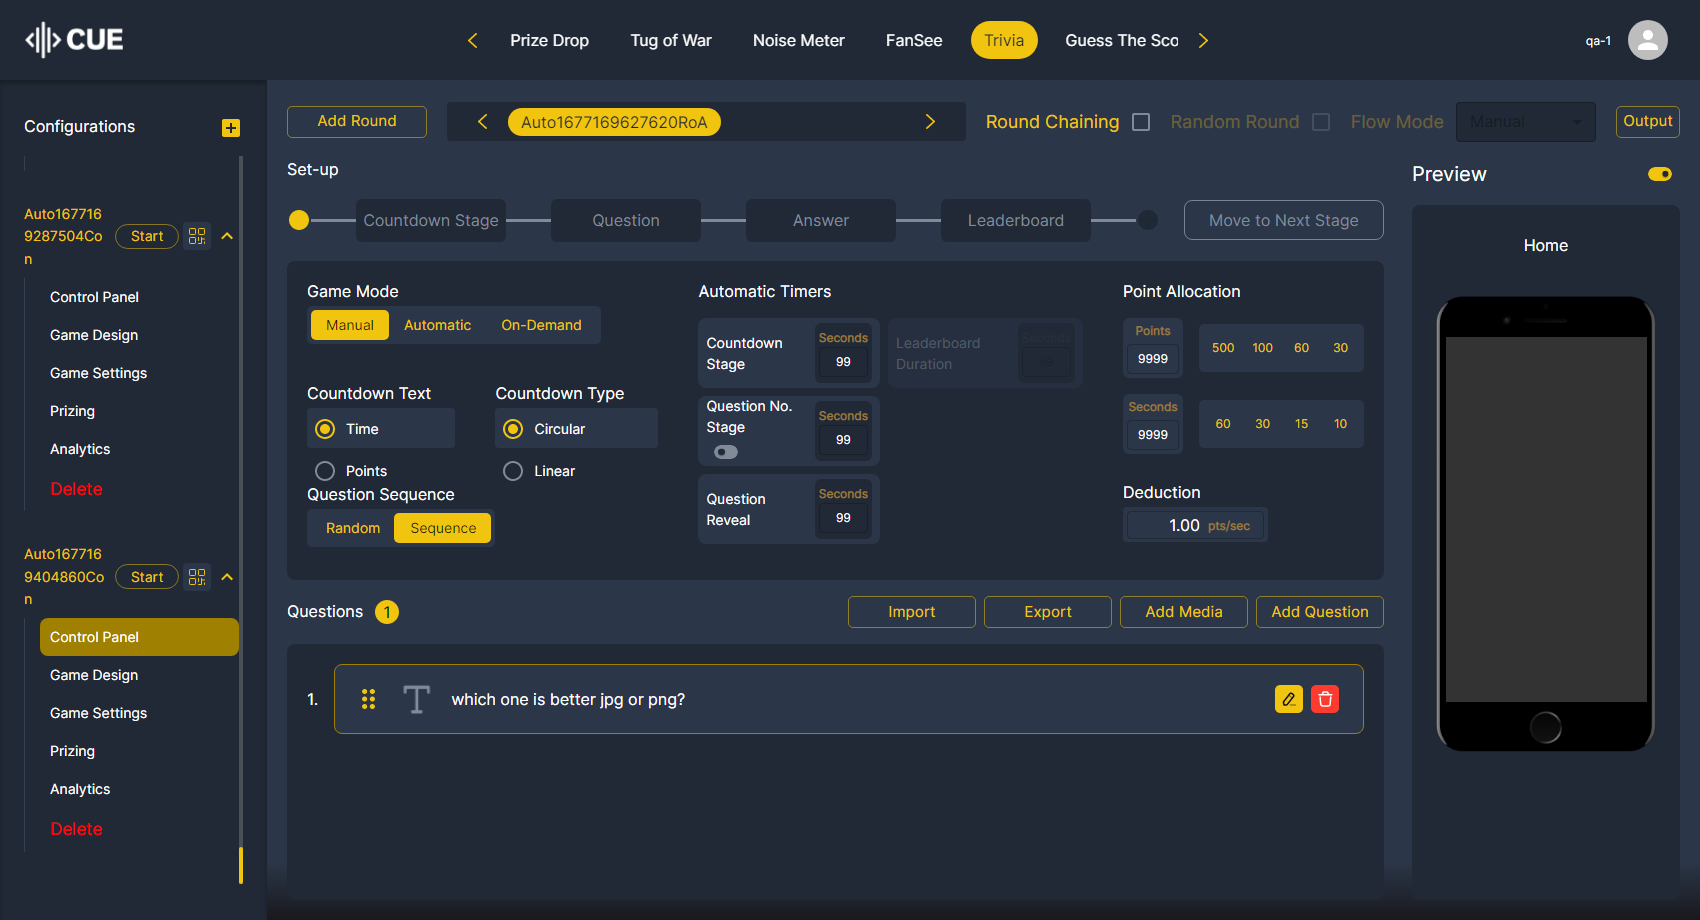 CUE
Prize Drop
Tug of War
Noise Meter
FanSee
Trivia
Guess The Sco
qa-1
Configurations
Auto167716
9287504Co
n
Start
Control Panel
Game Design
Game Settings
Prizing
Analytics
Delete
Auto167716
9404860Co
n
Start
Control Panel
Game Design
Game Settings
Prizing
Analytics
Delete
Add Round
Auto1677169627620RoA
Round Chaining
Random Round
Flow Mode
Manual
Output
Set-up
Countdown Stage
Question
Answer
Leaderboard
Move to Next Stage
Game Mode
Manual
Automatic
On-Demand
Countdown Text
Time
Points
Countdown Type
Circular
Linear
Question Sequence
Random
Sequence
Automatic Timers
Countdown
Stage
Seconds
99
Leaderboard
Duration
Seconds
Question No.
Stage
Seconds
99
Question
Reveal
Seconds
99
Point Allocation
Points
9999
500
100
60
30
Seconds
9999
60
30
15
10
Deduction
1.00 pts/sec
Questions 1
Import
Export
Add Media
Add Question
1.
T
which one is better jpg or png?
Preview
Home